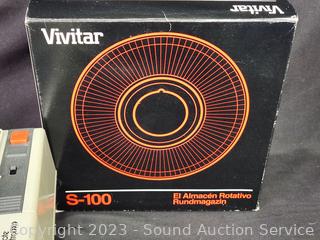 Vivitar
Vivitar
S-100
El Almacén Rotativo
Rundmagazin
Copyright 2023 - Sound Auction Service